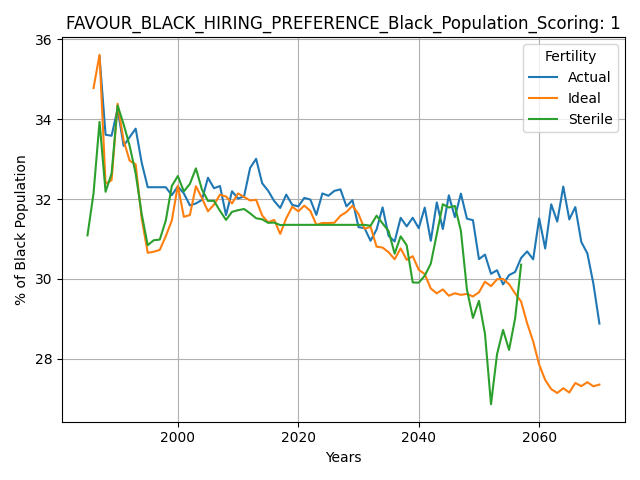 FAVOUR_BLACK_HIRING_PREFERENCE_Black_Population_Scoring: 1
Fertility
Actual
Ideal
Sterile
% of Black Population
36
34
32
30
28
2000
2020
2040
2060
Years